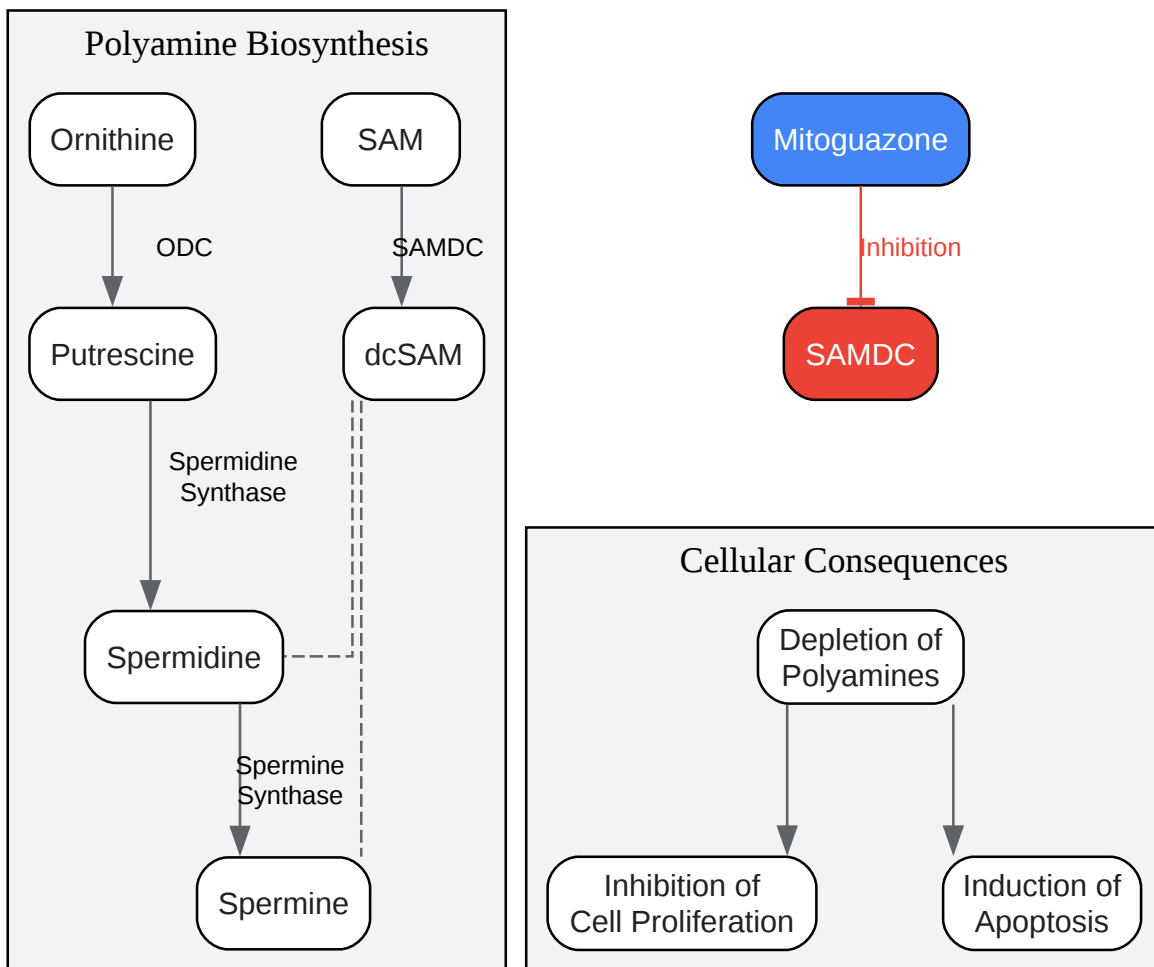 Polyamine Biosynthesis
Ornithine
SAM
ODC
SAMDC
Putrescine
dcSAM
Spermidine
Synthase
Spermidine
Spermine
Synthase
Spermine
Mitoguazone
Inhibition
SAMDC
Cellular Consequences
Depletion of
Polyamines
Inhibition of
Cell Proliferation
Induction of
Apoptosis